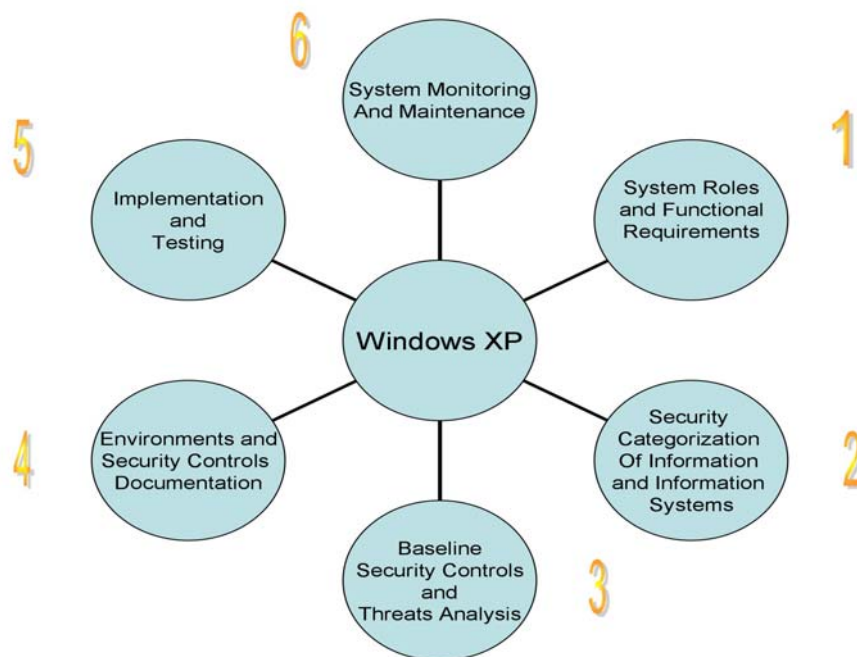 6
System Monitoring
And Maintenance
5
Implementation
and
Testing
1
System Roles
and Functional
Requirements
Windows XP
4
Environments and
Security Controls
Documentation
2
Security
Categorization
Of Information
and Information
Systems
Baseline
Security Controls
and
Threats Analysis
3